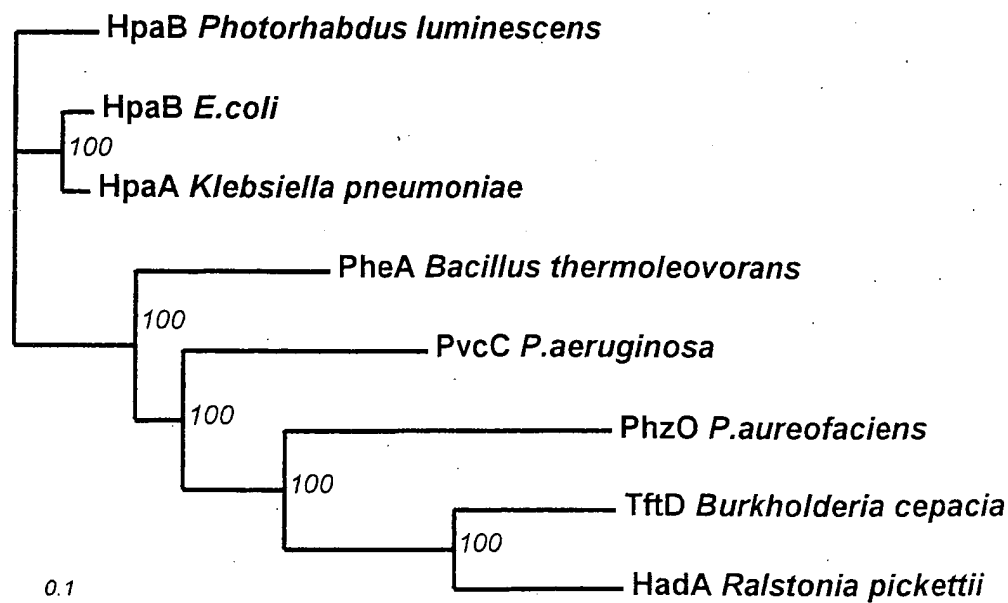 HpaB Photorhabdus luminescens
HpaB E.coli
100
HpaA Klebsiella pneumoniae
PheA Bacillus thermoleovorans
100
PvcC P.aeruginosa
100
PhzO P.aureofaciens
100
TftD Burkholderia cepacia
100
HadA Ralstonia pickettii
0.1